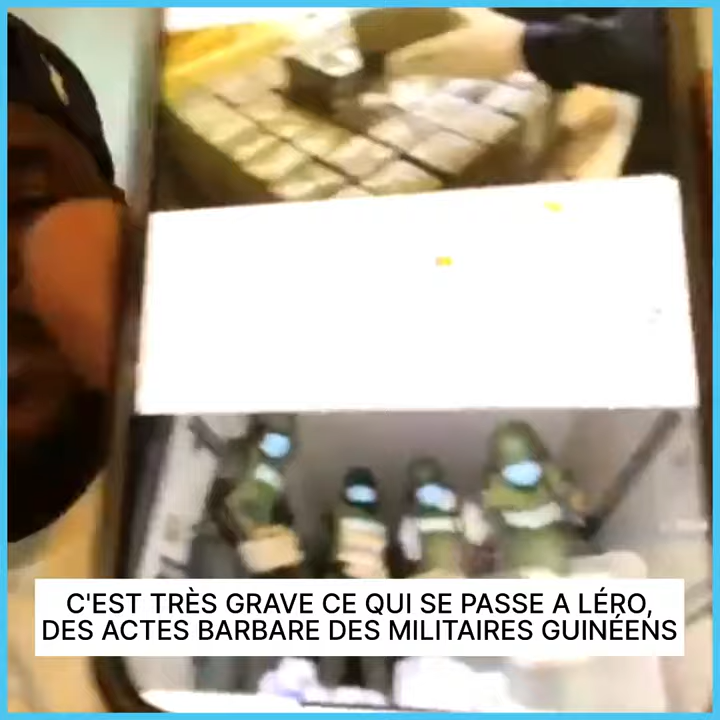 C'EST TRÈS GRAVE CE QUI SE PASSE A LÉRO,
DES ACTES BARBARE DES MILITAIRES GUINÉENS